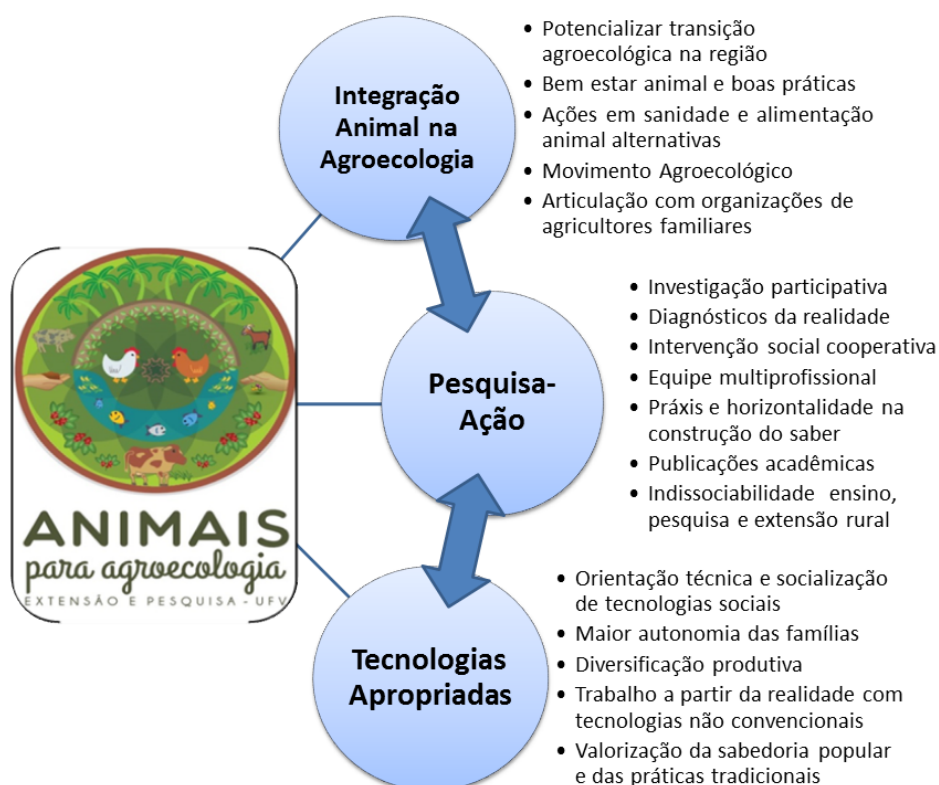 Integração
Animal na
Agroecologia
• Potencializar transição
agroecológica na região
• Bem estar animal e boas práticas
• Ações em sanidade e alimentação
animal alternativas
• Movimento Agroecológico
• Articulação com organizações de
agricultores familiares
Pesquisa-
Ação
• Investigação participativa
• Diagnósticos da realidade
• Intervenção social cooperativa
• Equipe multiprofissional
• Práxis e horizontalidade na
construção do saber
• Publicações acadêmicas
• Indissociabilidade ensino,
pesquisa e extensão rural
ANIMAIS
para agroecologia
EXTENSÃO E PESQUISA - UFV
Tecnologias
Apropriadas
• Orientação técnica e socialização
de tecnologias sociais
• Maior autonomia das famílias
• Diversificação produtiva
• Trabalho a partir da realidade com
tecnologias não convencionais
• Valorização da sabedoria popular
e das práticas tradicionais